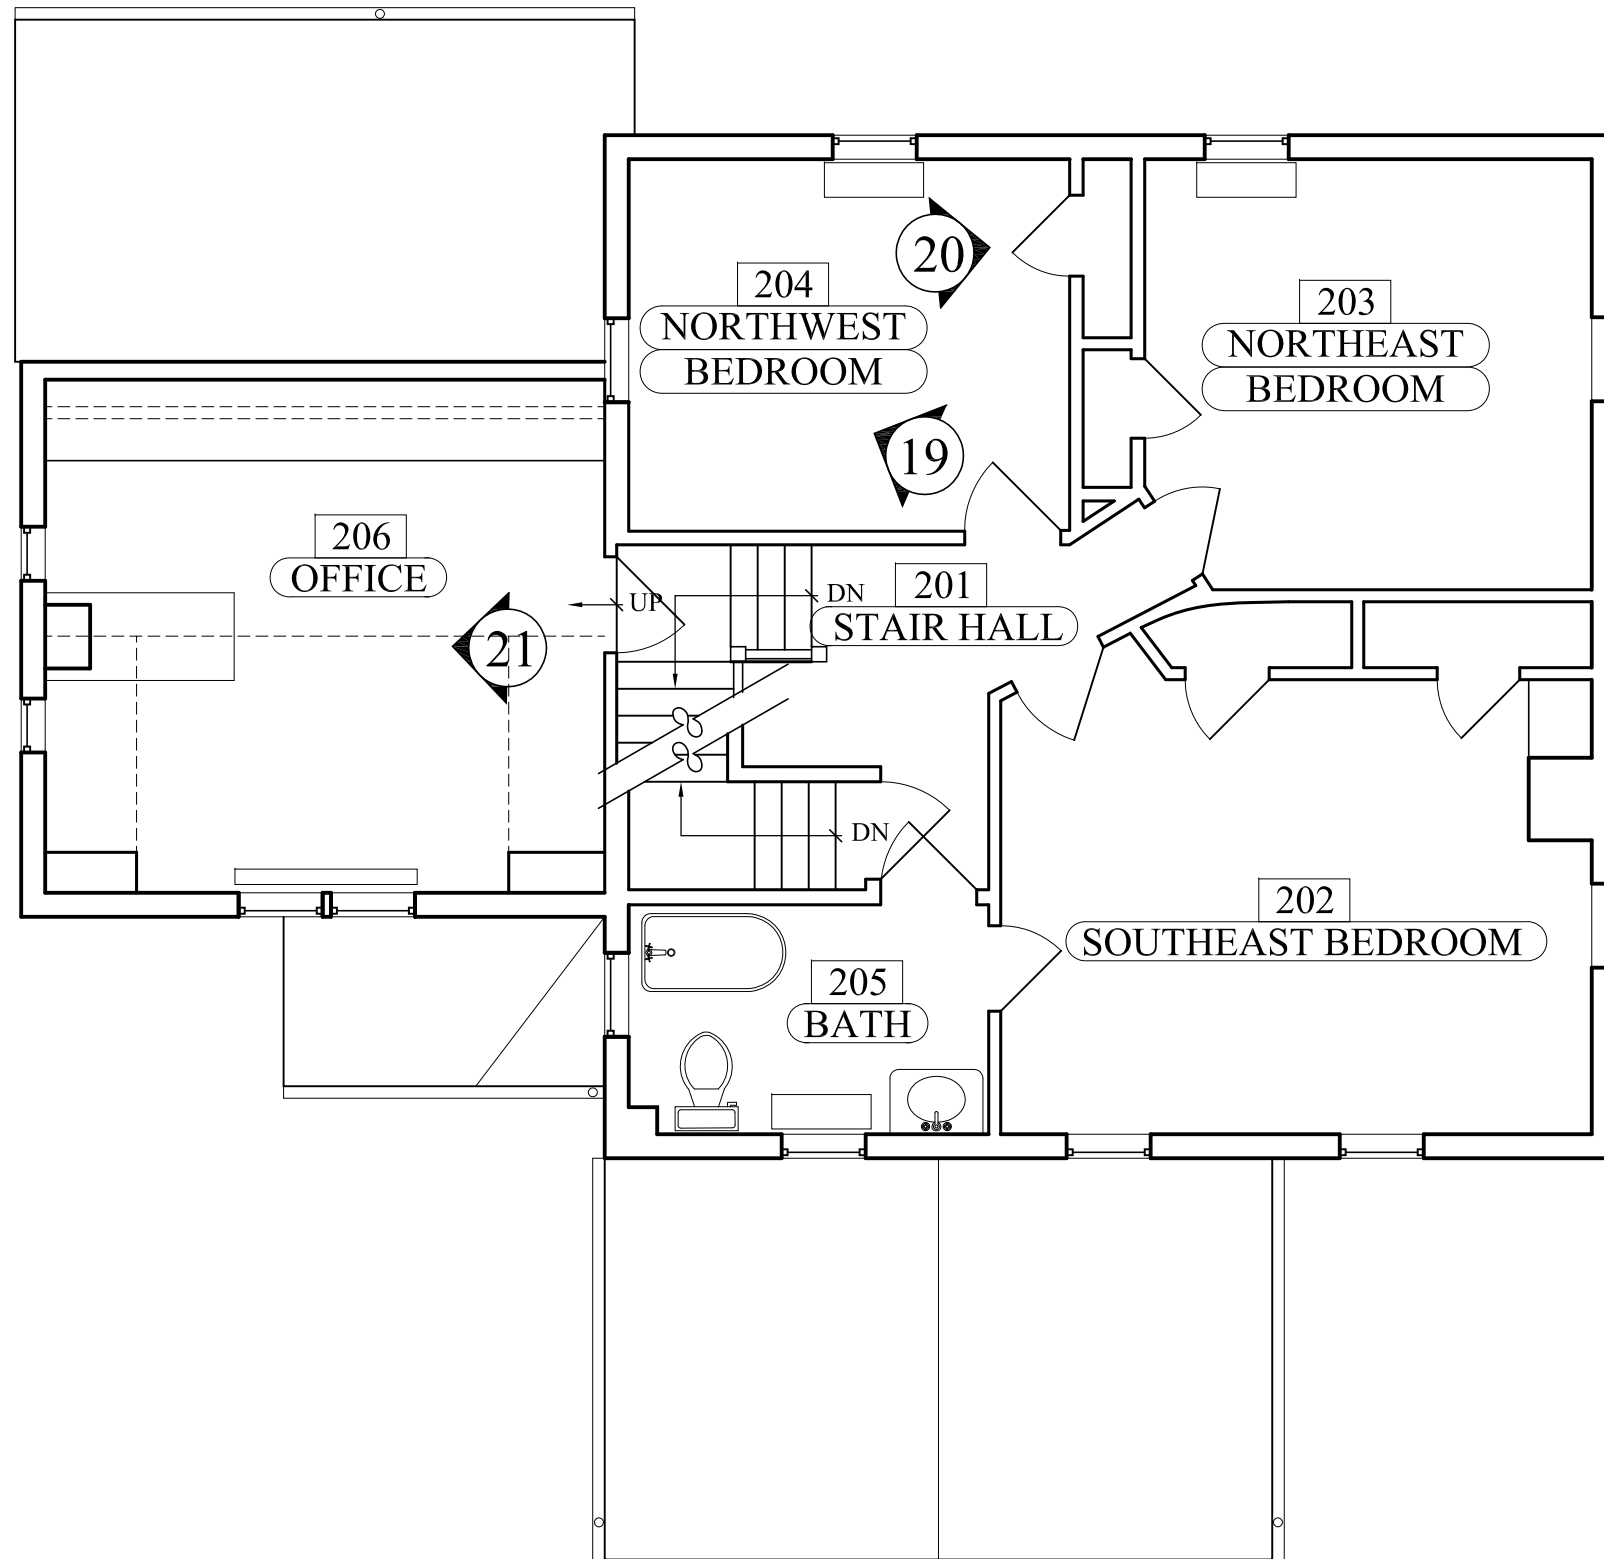 20
204
NORTHWEST
BEDROOM
203
NORTHEAST
BEDROOM
19
206
OFFICE
21
UP
DN
201
STAIR HALL
DN
202
SOUTHEAST BEDROOM
205
BATH